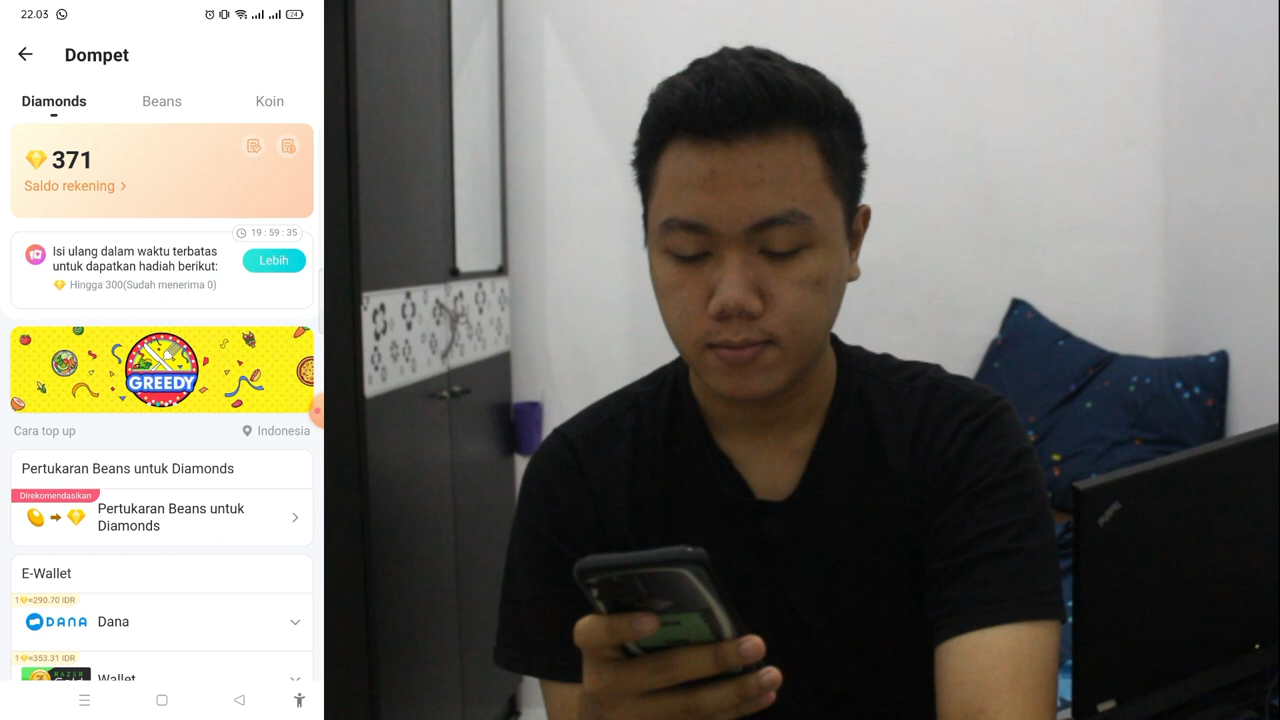 22.03
24
Dompet
Diamonds
Beans
Koin
371
Saldo rekening
19 : 59 : 35
Isi ulang dalam waktu terbatas
untuk dapatkan hadiah berikut:
Lebih
Hingga 300(Sudah menerima 0)
GREEDY
Cara top up
Indonesia
Pertukaran Beans untuk Diamonds
Direkomendasikan
Pertukaran Beans untuk
Diamonds
E-Wallet
1 =290.70 IDR
DANA
Dana
1 =353.31 IDR
RAZER
Wallet